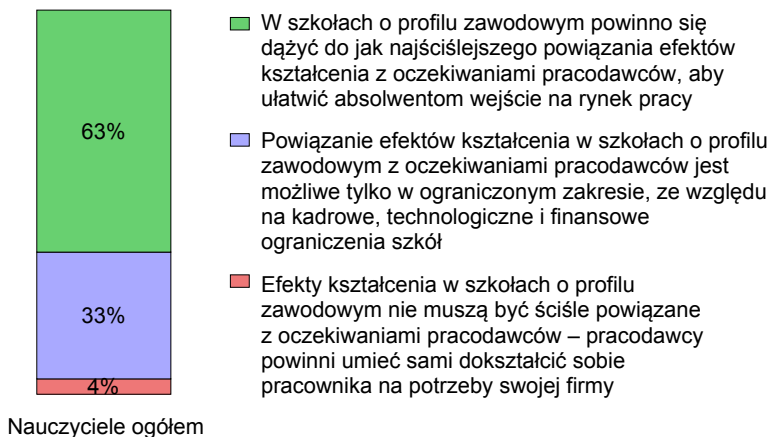 63%
33%
4%
Nauczyciele ogółem
W szkołach o profilu zawodowym powinno się
dążyć do jak najściślejszego powiązania efektów
kształcenia z oczekiwaniami pracodawców, aby
ułatwić absolwentom wejście na rynek pracy
Powiązanie efektów kształcenia w szkołach o profilu
zawodowym z oczekiwaniami pracodawców jest
możliwe tylko w ograniczonym zakresie, ze względu
na kadrowe, technologiczne i finansowe
ograniczenia szkół
Efekty kształcenia w szkołach o profilu
zawodowym nie muszą być ściśle powiązane
z oczekiwaniami pracodawców – pracodawcy
powinni umieć sami dokształcić sobie
pracownika na potrzeby swojej firmy